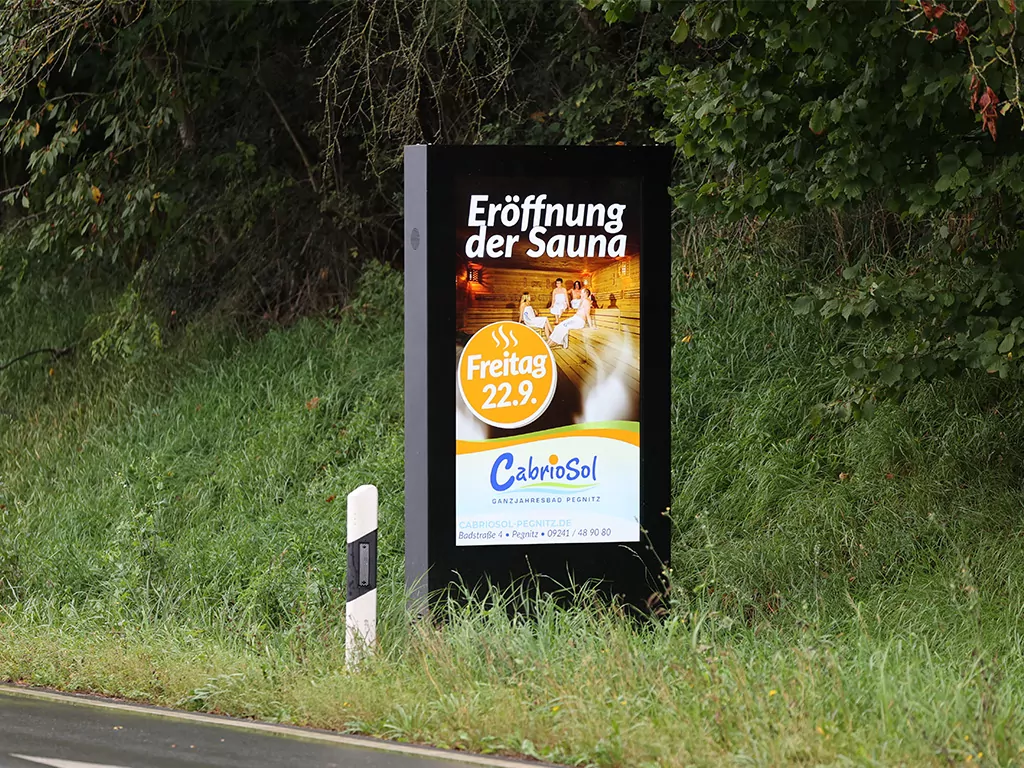 Eröffnung
der Sauna
Freitag
22.9.
CabrioSol
GANZJAHRESBAD PEGNITZ
CABRIOSOL-PEGNITZ.DE
Badstraße 4 • Pegnitz • 09241 / 48 90 80